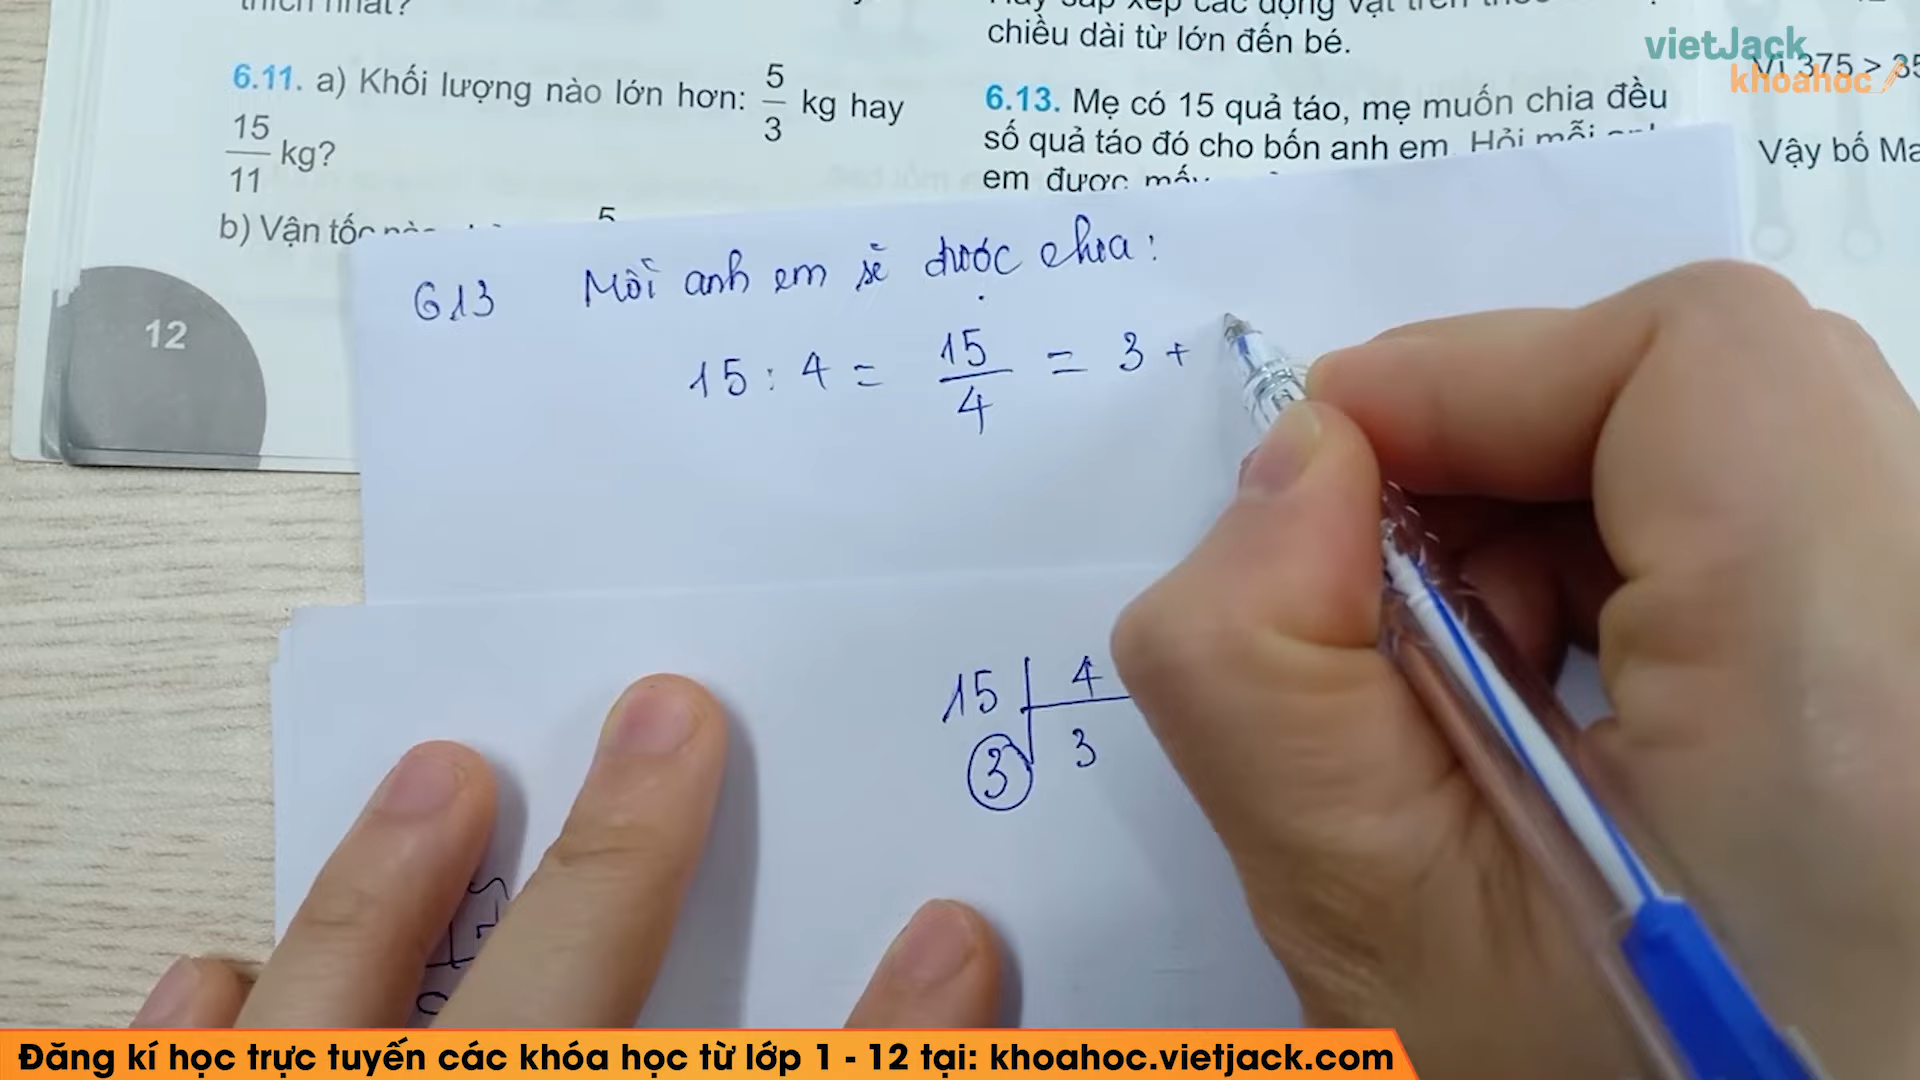 chiều dài từ lớn đến bé.
6.11. a) Khối lượng nào lớn hơn: 5/3 kg hay
15/11 kg?
b) Vận tốc
12
6.13. Mẹ có 15 quả táo, mẹ muốn chia đều
số quả táo đó cho bốn anh em. Hỏi mỗi
em được
vietJack
khoahoc
Vì 375 > 35
Vậy bố Ma
6.13 Mỗi anh em sẽ được chia:
15 : 4 = 15/4 = 3 +
15 4
3 3
Đăng kí học trực tuyến các khóa học từ lớp 1 - 12 tại: khoahoc.vietjack.com